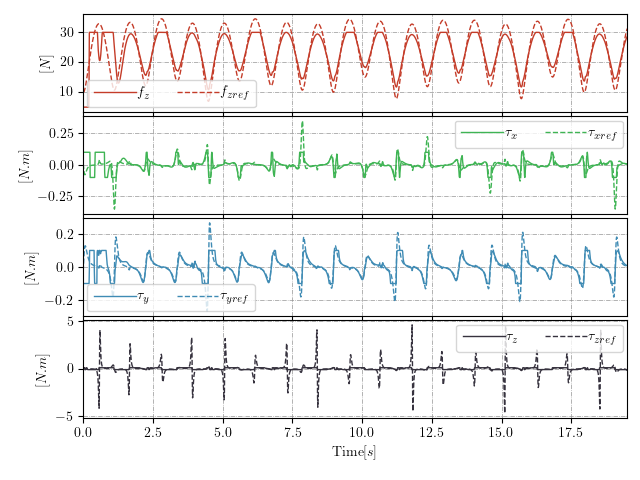 [N]
30
20
10
f_z
f_zref
[N.m]
0.25
0.00
−0.25
τ_x
τ_xref
[N.m]
0.2
0.0
−0.2
τ_y
τ_yref
[N.m]
5
0
−5
τ_z
τ_zref
0.0 2.5 5.0 7.5 10.0 12.5 15.0 17.5
Time[s]